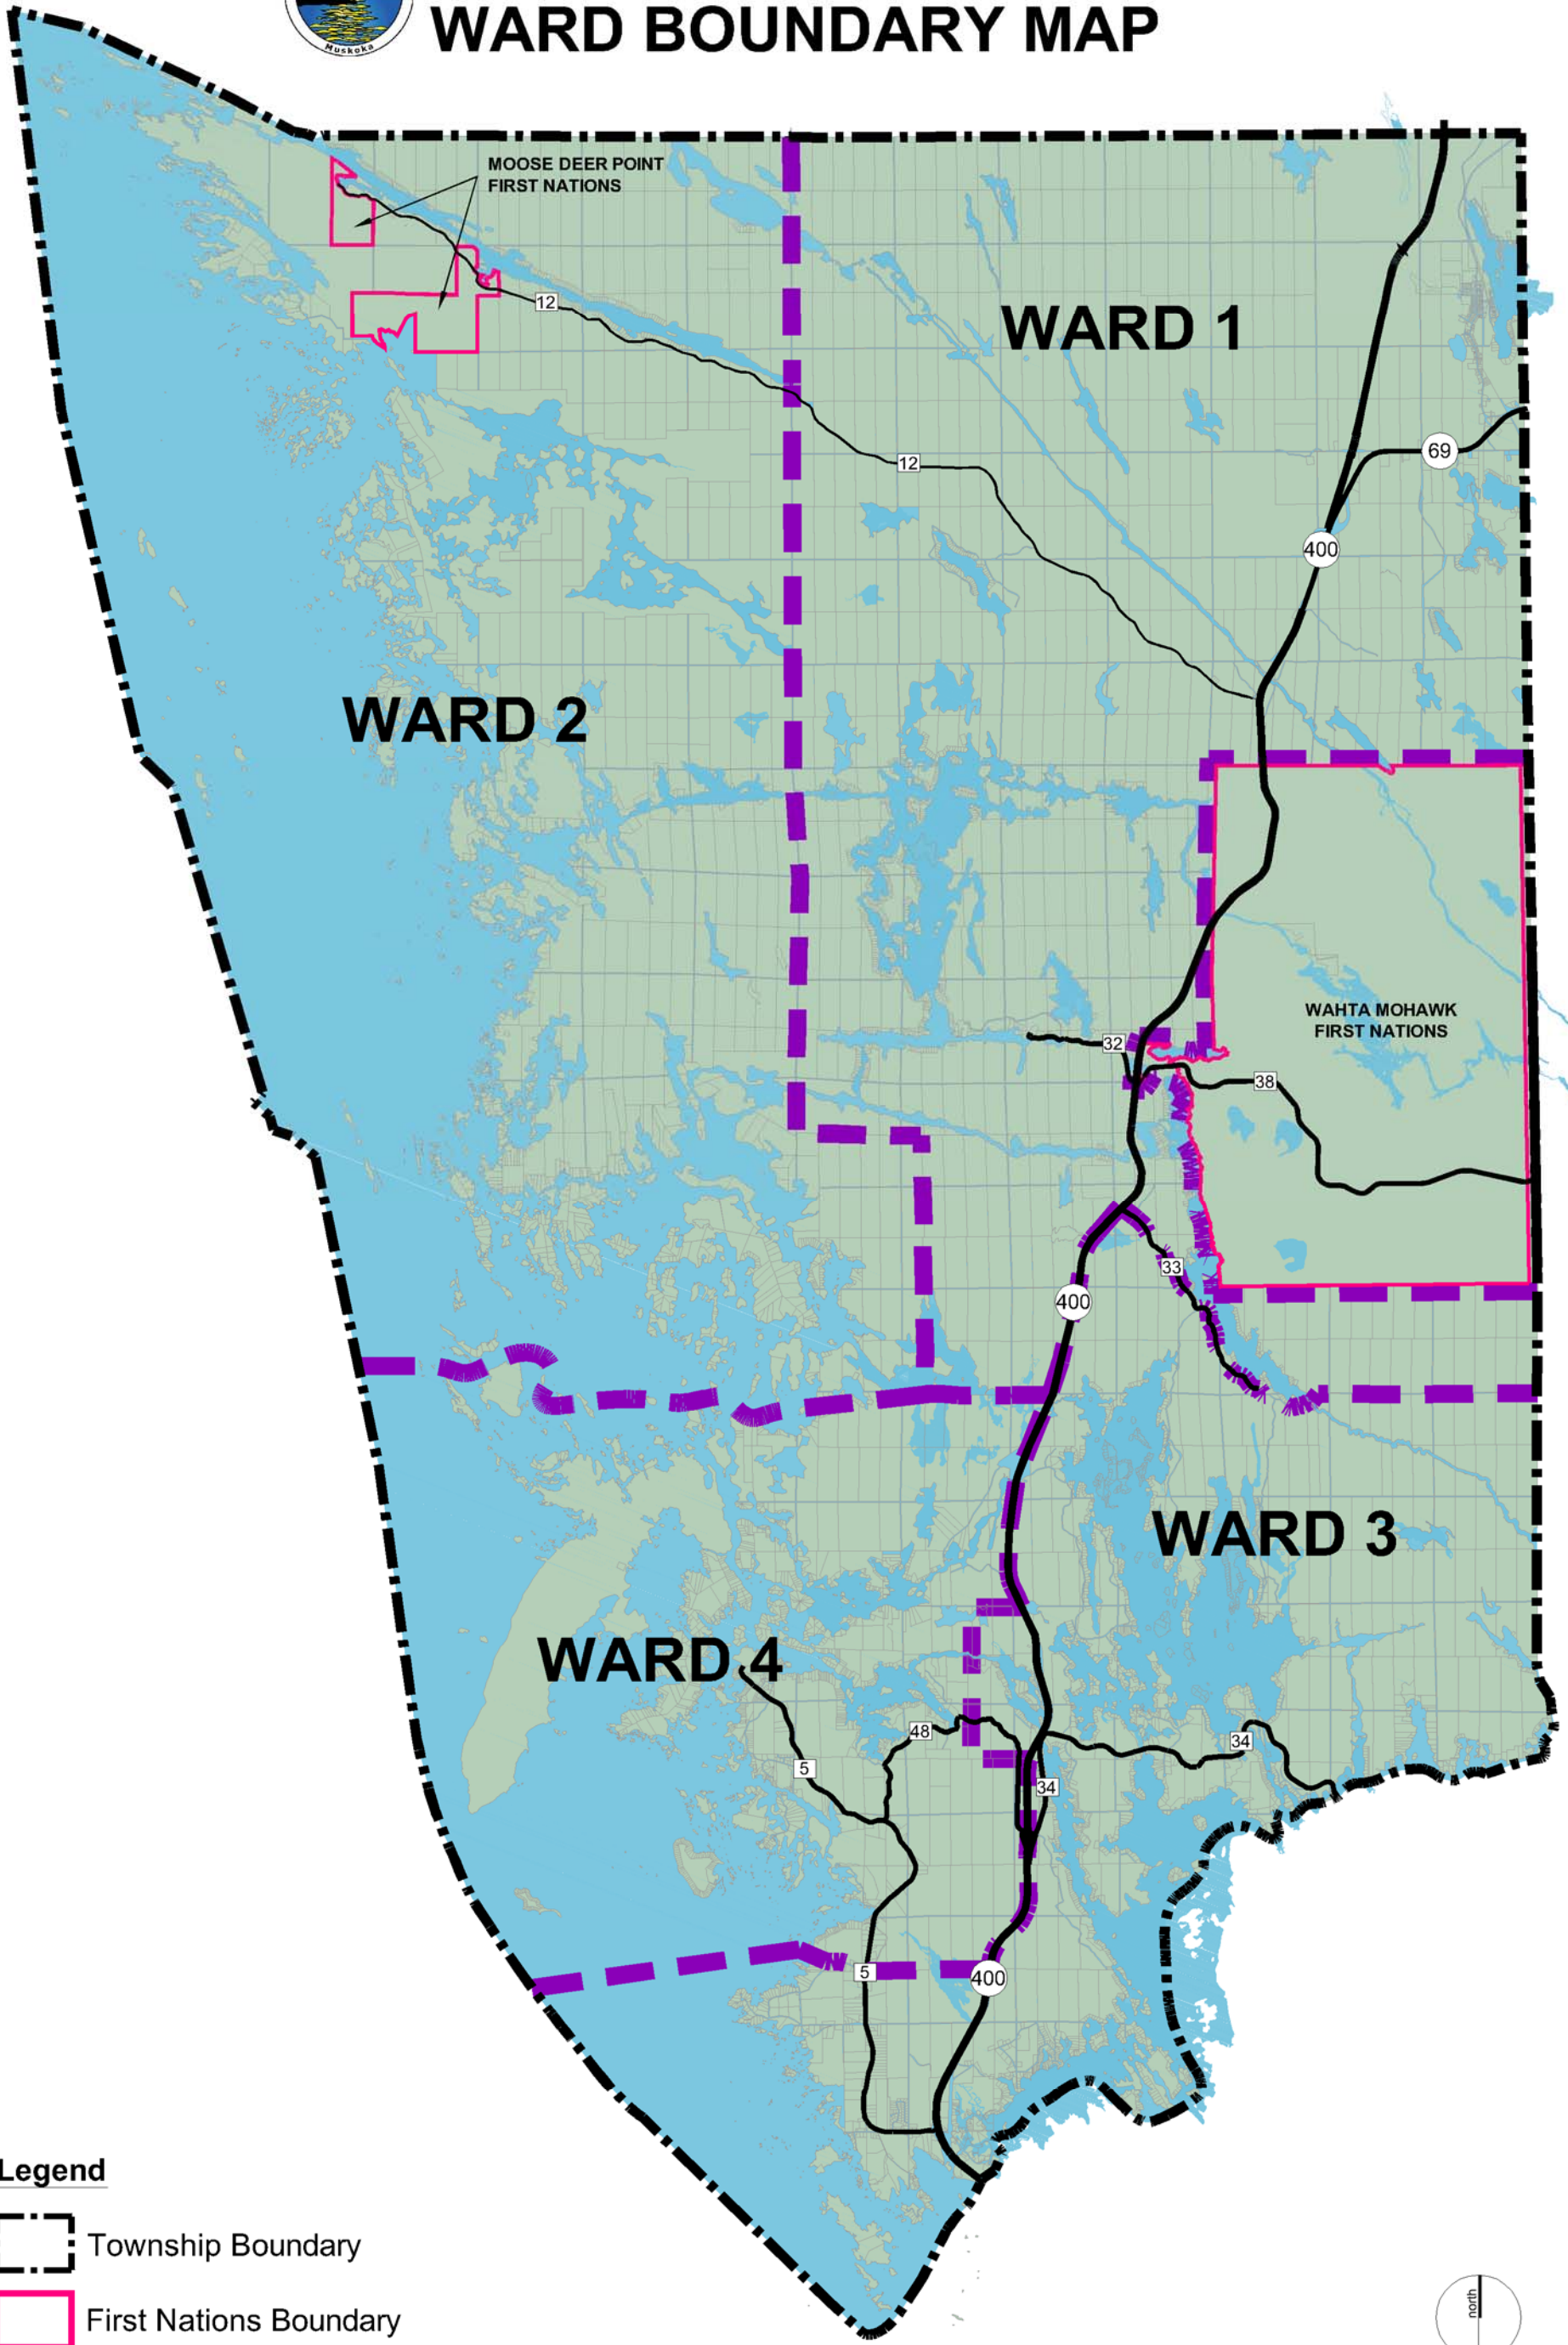 Muskoka
WARD BOUNDARY MAP
MOOSE DEER POINT
FIRST NATIONS
12
WARD 1
12
69
400
WARD 2
WAHTA MOHAWK
FIRST NATIONS
32
38
33
400
WARD 3
WARD 4
48
34
5
34
5
400
Legend
Township Boundary
First Nations Boundary
north